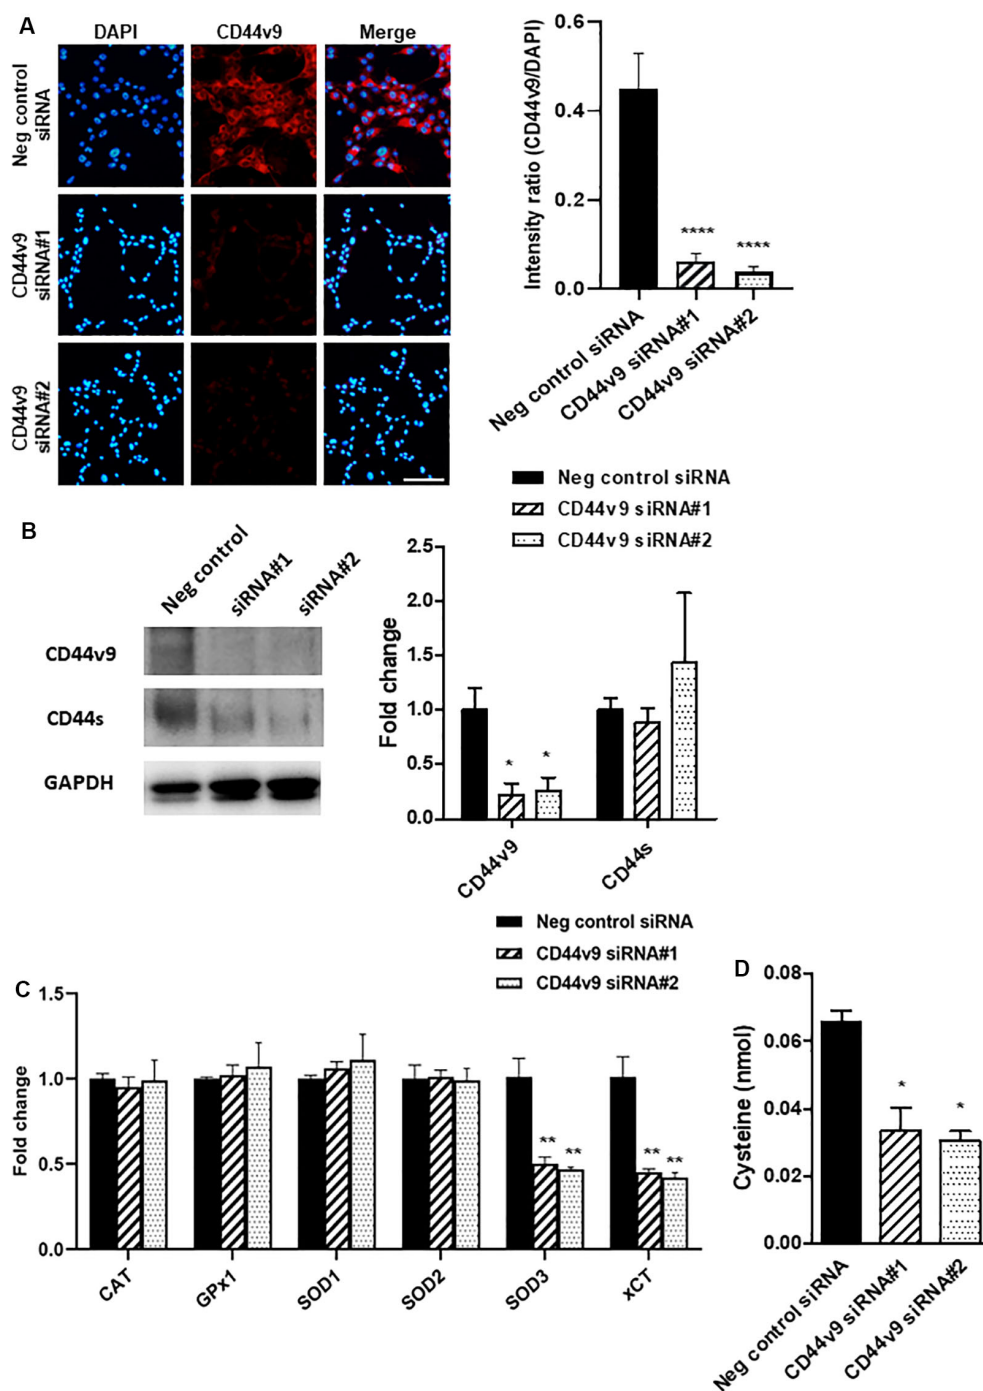 A
DAPI
CD44v9
Merge
Neg control
siRNA
CD44v9
siRNA#1
CD44v9
siRNA#2
Intensity ratio (CD44v9/DAPI)
0.6
0.4
0.2
0.0
****
****
Neg control siRNA
CD44v9 siRNA#1
CD44v9 siRNA#2
Neg control siRNA
CD44v9 siRNA#1
CD44v9 siRNA#2
B
Neg control
siRNA#1
siRNA#2
CD44v9
CD44s
GAPDH
Fold change
2.5
2.0
1.5
1.0
0.5
0.0
*
*
CD44v9
CD44s
Neg control siRNA
CD44v9 siRNA#1
CD44v9 siRNA#2
C
Fold change
1.5
1.0
0.5
0.0
**
**
**
**
CAT
GPx1
SOD1
SOD2
SOD3
xCT
D
Cysteine (nmol)
0.08
0.06
0.04
0.02
0.00
*
*
Neg control siRNA
CD44v9 siRNA#1
CD44v9 siRNA#2